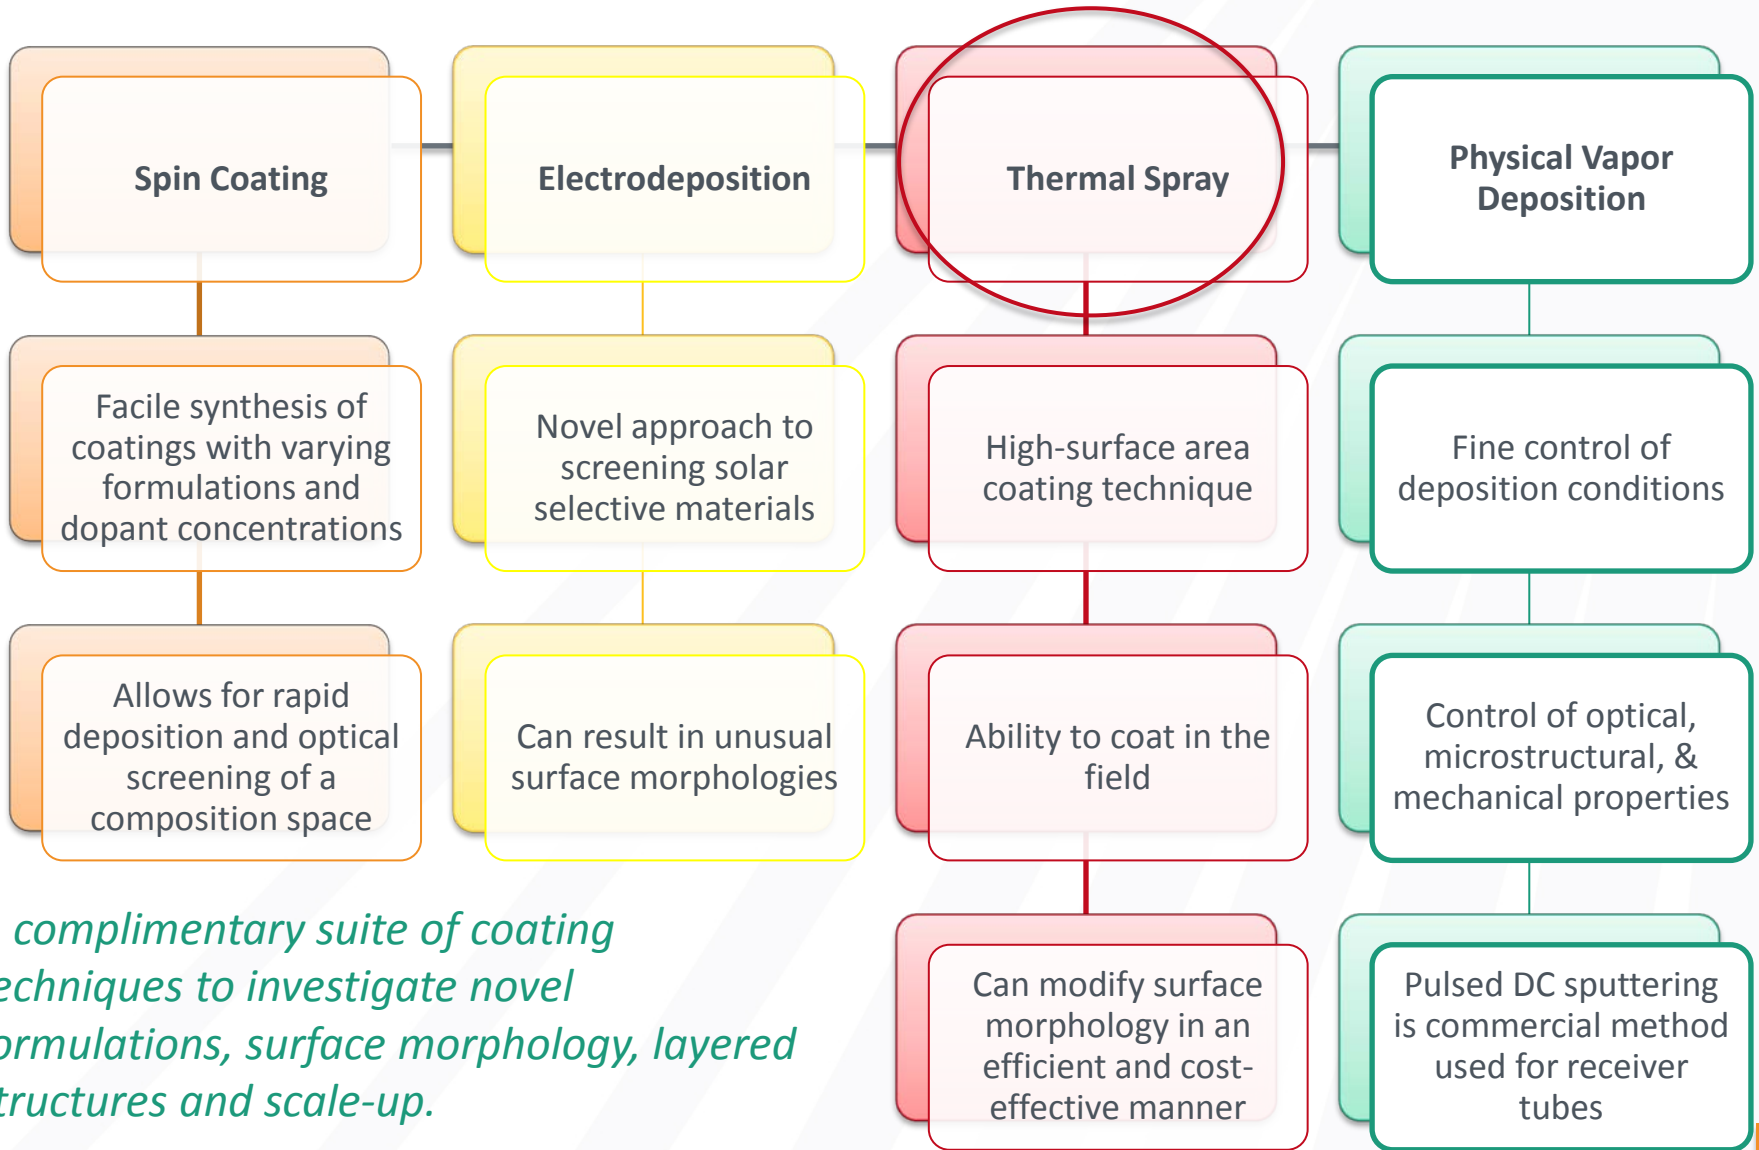 Spin Coating
Facile synthesis of
coatings with varying
formulations and
dopant concentrations
Allows for rapid
deposition and optical
screening of a
composition space
Electrodeposition
Novel approach to
screening solar
selective materials
Can result in unusual
surface morphologies
Thermal Spray
High-surface area
coating technique
Ability to coat in the
field
Can modify surface
morphology in an
efficient and cost-
effective manner
Physical Vapor
Deposition
Fine control of
deposition conditions
Control of optical,
microstructural, &
mechanical properties
Pulsed DC sputtering
is commercial method
used for receiver
tubes
complimentary suite of coating
echniques to investigate novel
ormulations, surface morphology, layered
tructures and scale-up.